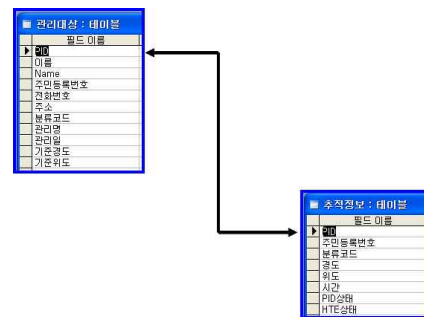 관리대상 : 테이블
필드 이름
PID
이름
Name
주민등록번호
전화번호
주소
분류코드
관리명
관리일
기준경도
기준위도
추적정보 : 테이블
필드 이름
PID
주민등록번호
분류코드
경도
위도
시간
PID상태
HTE상태